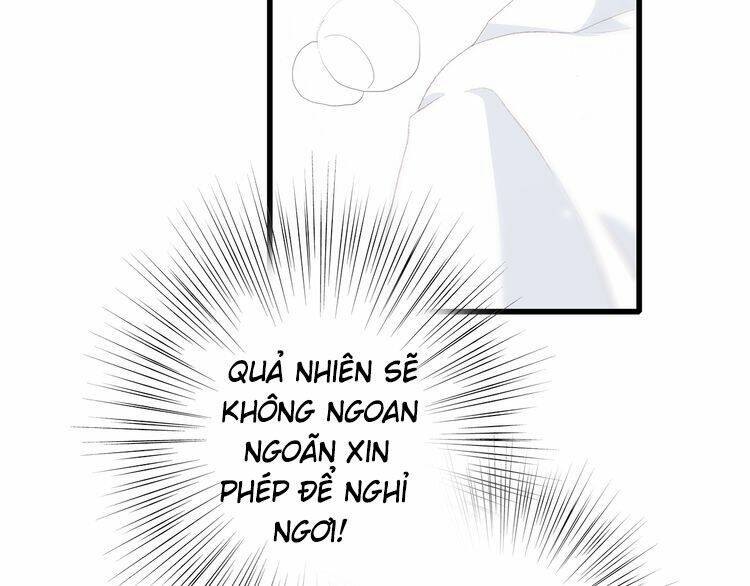 QUẢ NHIÊN SẼ
KHÔNG NGOAN
NGOÃN XIN
PHÉP ĐỂ NGHỈ
NGƠI!